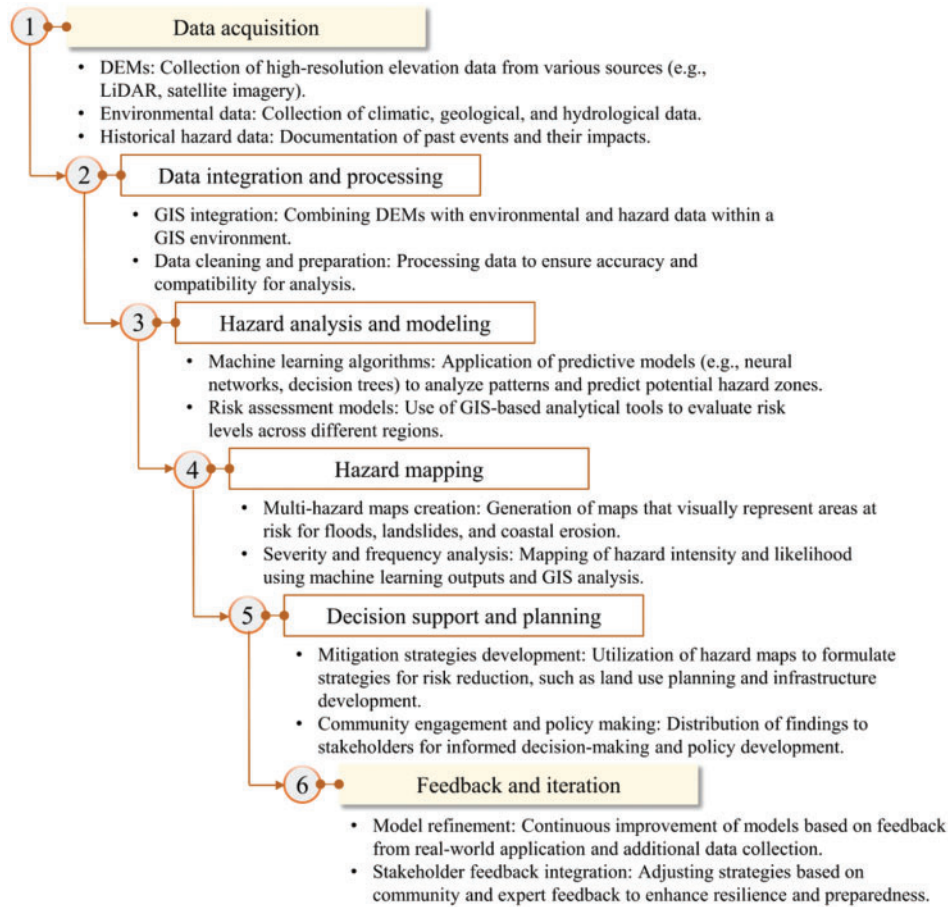 1
Data acquisition
• DEMs: Collection of high-resolution elevation data from various sources (e.g.,
LiDAR, satellite imagery).
• Environmental data: Collection of climatic, geological, and hydrological data.
• Historical hazard data: Documentation of past events and their impacts.
2
Data integration and processing
• GIS integration: Combining DEMs with environmental and hazard data within a
GIS environment.
• Data cleaning and preparation: Processing data to ensure accuracy and
compatibility for analysis.
3
Hazard analysis and modeling
• Machine learning algorithms: Application of predictive models (e.g., neural
networks, decision trees) to analyze patterns and predict potential hazard zones.
• Risk assessment models: Use of GIS-based analytical tools to evaluate risk
levels across different regions.
4
Hazard mapping
• Multi-hazard maps creation: Generation of maps that visually represent areas at
risk for floods, landslides, and coastal erosion.
• Severity and frequency analysis: Mapping of hazard intensity and likelihood
using machine learning outputs and GIS analysis.
5
Decision support and planning
• Mitigation strategies development: Utilization of hazard maps to formulate
strategies for risk reduction, such as land use planning and infrastructure
development.
• Community engagement and policy making: Distribution of findings to
stakeholders for informed decision-making and policy development.
6
Feedback and iteration
• Model refinement: Continuous improvement of models based on feedback
from real-world application and additional data collection.
• Stakeholder feedback integration: Adjusting strategies based on
community and expert feedback to enhance resilience and preparedness.